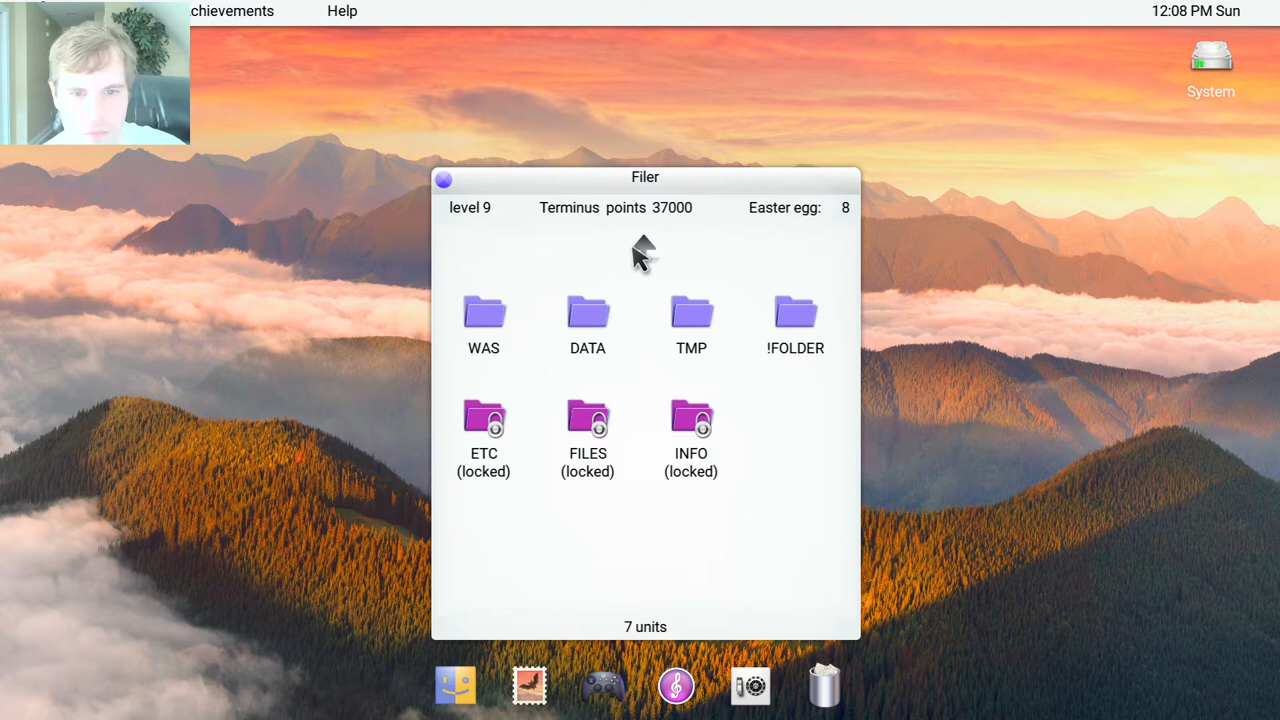 chievements Help 12:08 PM Sun
System
Filer
level 9 Terminus points 37000 Easter egg: 8
WAS DATA TMP !FOLDER
ETC FILES INFO
(locked) (locked) (locked)
7 units